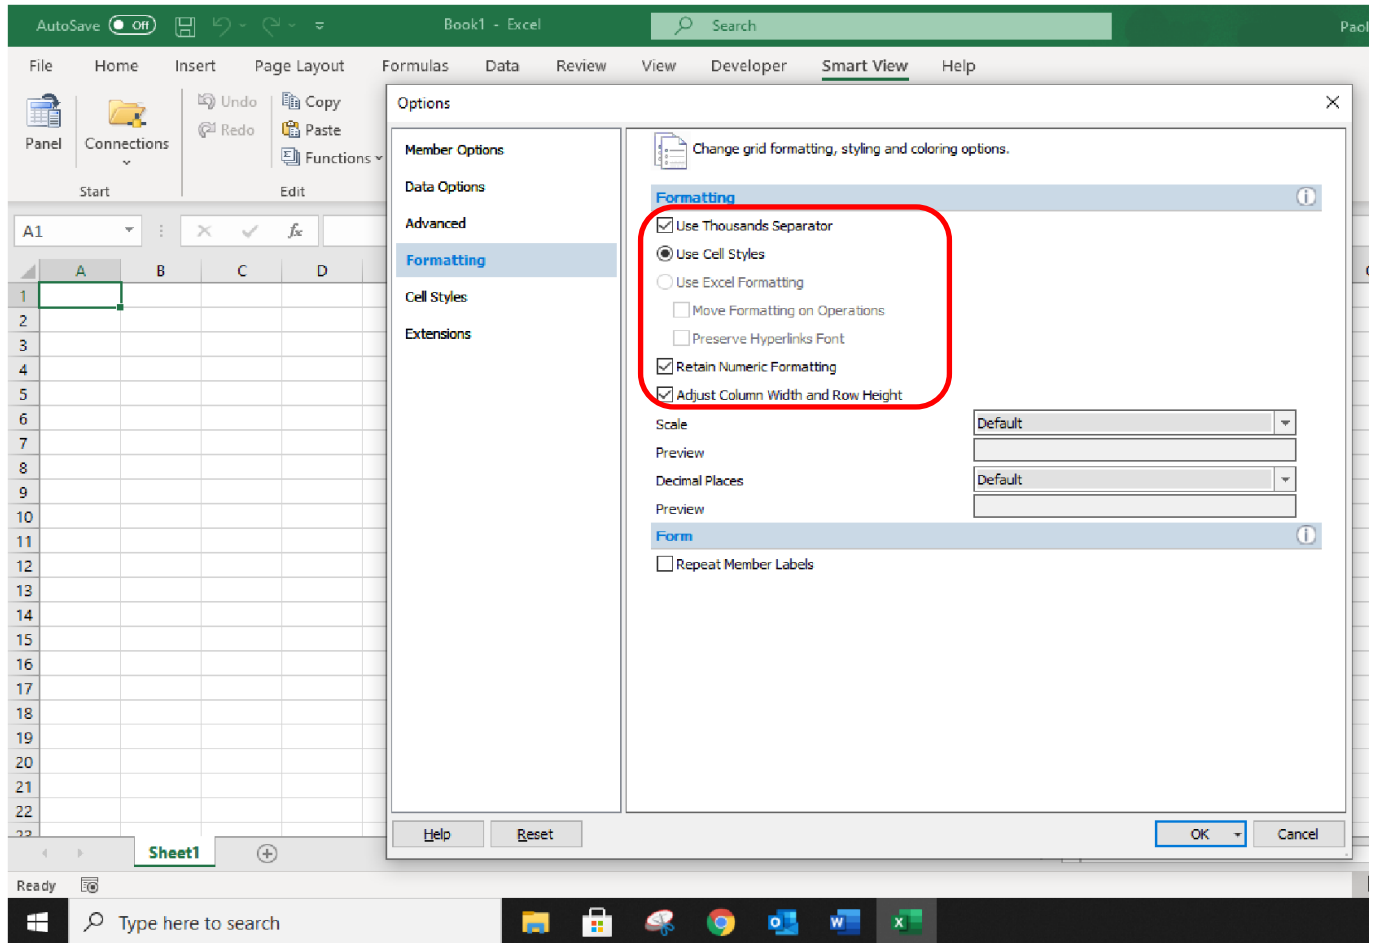 AutoSave Off Book1 - Excel Search Paol
File Home Insert Page Layout Formulas Data Review View Developer Smart View Help
Panel
Connections
Start
Undo
Redo
Copy
Paste
Functions
Edit
A1 fx
A B C D
1
2
3
4
5
6
7
8
9
10
11
12
13
14
15
16
17
18
19
20
21
22
23
Options
Member Options
Data Options
Advanced
Formatting
Cell Styles
Extensions
Change grid formatting, styling and coloring options.
Formatting
Use Thousands Separator
Use Cell Styles
Use Excel Formatting
Move Formatting on Operations
Preserve Hyperlinks Font
Retain Numeric Formatting
Adjust Column Width and Row Height
Scale Default
Preview
Decimal Places Default
Preview
Form
Repeat Member Labels
Help Reset OK Cancel
Sheet1
Ready
Type here to search